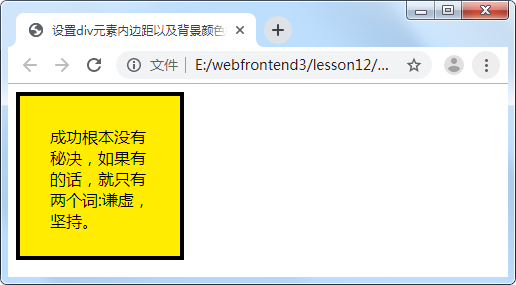 设置div元素内边距以及背景颜色
文件 | E:/webfrontend3/lesson12/...
成功根本没有
秘决，如果有
的话，就只有
两个词:谦虚，
坚持。